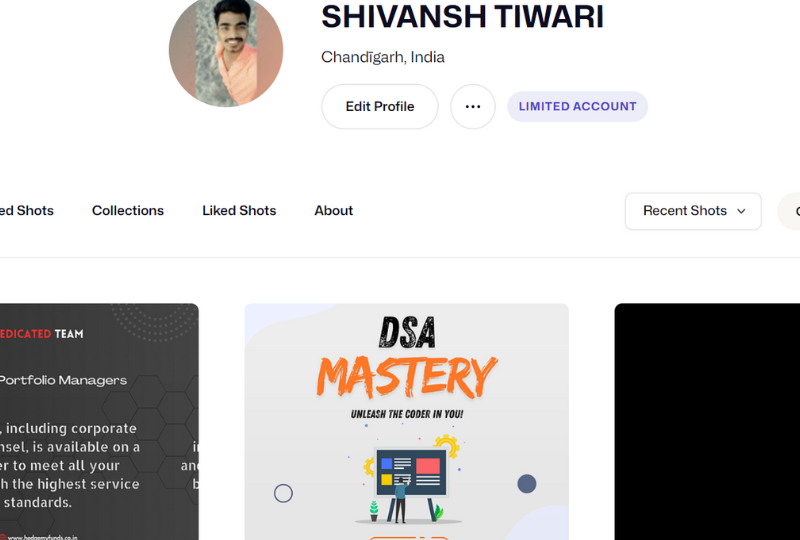 SHIVANSH TIWARI
Chandīgarh, India
Edit Profile
LIMITED ACCOUNT
ed Shots
Collections
Liked Shots
About
Recent Shots
EDICATED TEAM
Portfolio Managers
, including corporate
nsel, is available on a
er to meet all your
h the highest service
standards.
www.hedgemyfunds.co.in
DSA
MASTERY
UNLEASH THE CODER IN YOU!